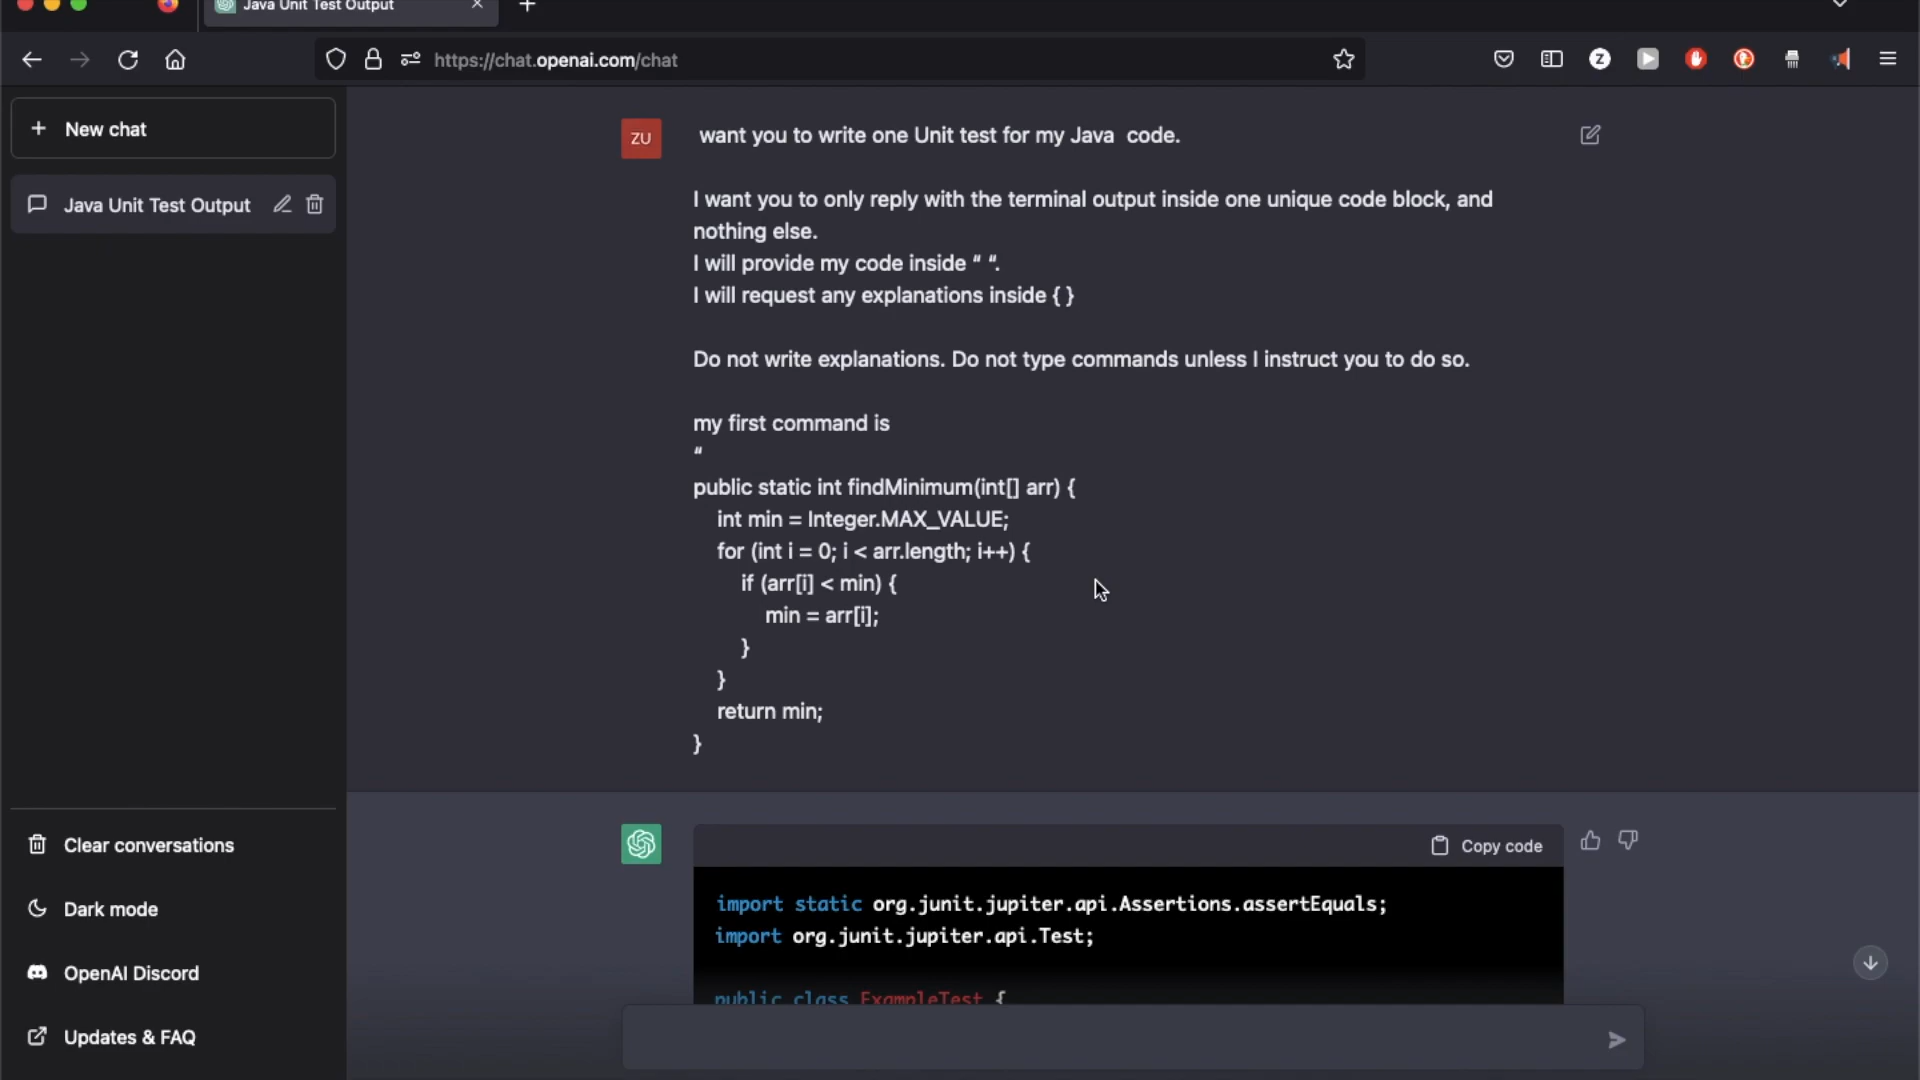 Java Unit Test Output
https://chat.openai.com/chat
Z
New chat
Java Unit Test Output
ZU
want you to write one Unit test for my Java  code.
I want you to only reply with the terminal output inside one unique code block, and
nothing else.
I will provide my code inside “ “.
I will request any explanations inside { }
Do not write explanations. Do not type commands unless I instruct you to do so.
my first command is
“
public static int findMinimum(int[] arr) {
int min = Integer.MAX_VALUE;
for (int i = 0; i < arr.length; i++) {
if (arr[i] < min) {
min = arr[i];
}
}
return min;
}
Copy code
import static org.junit.jupiter.api.Assertions.assertEquals;
import org.junit.jupiter.api.Test;
public class ExampleTest {
Clear conversations
Dark mode
OpenAI Discord
Updates & FAQ